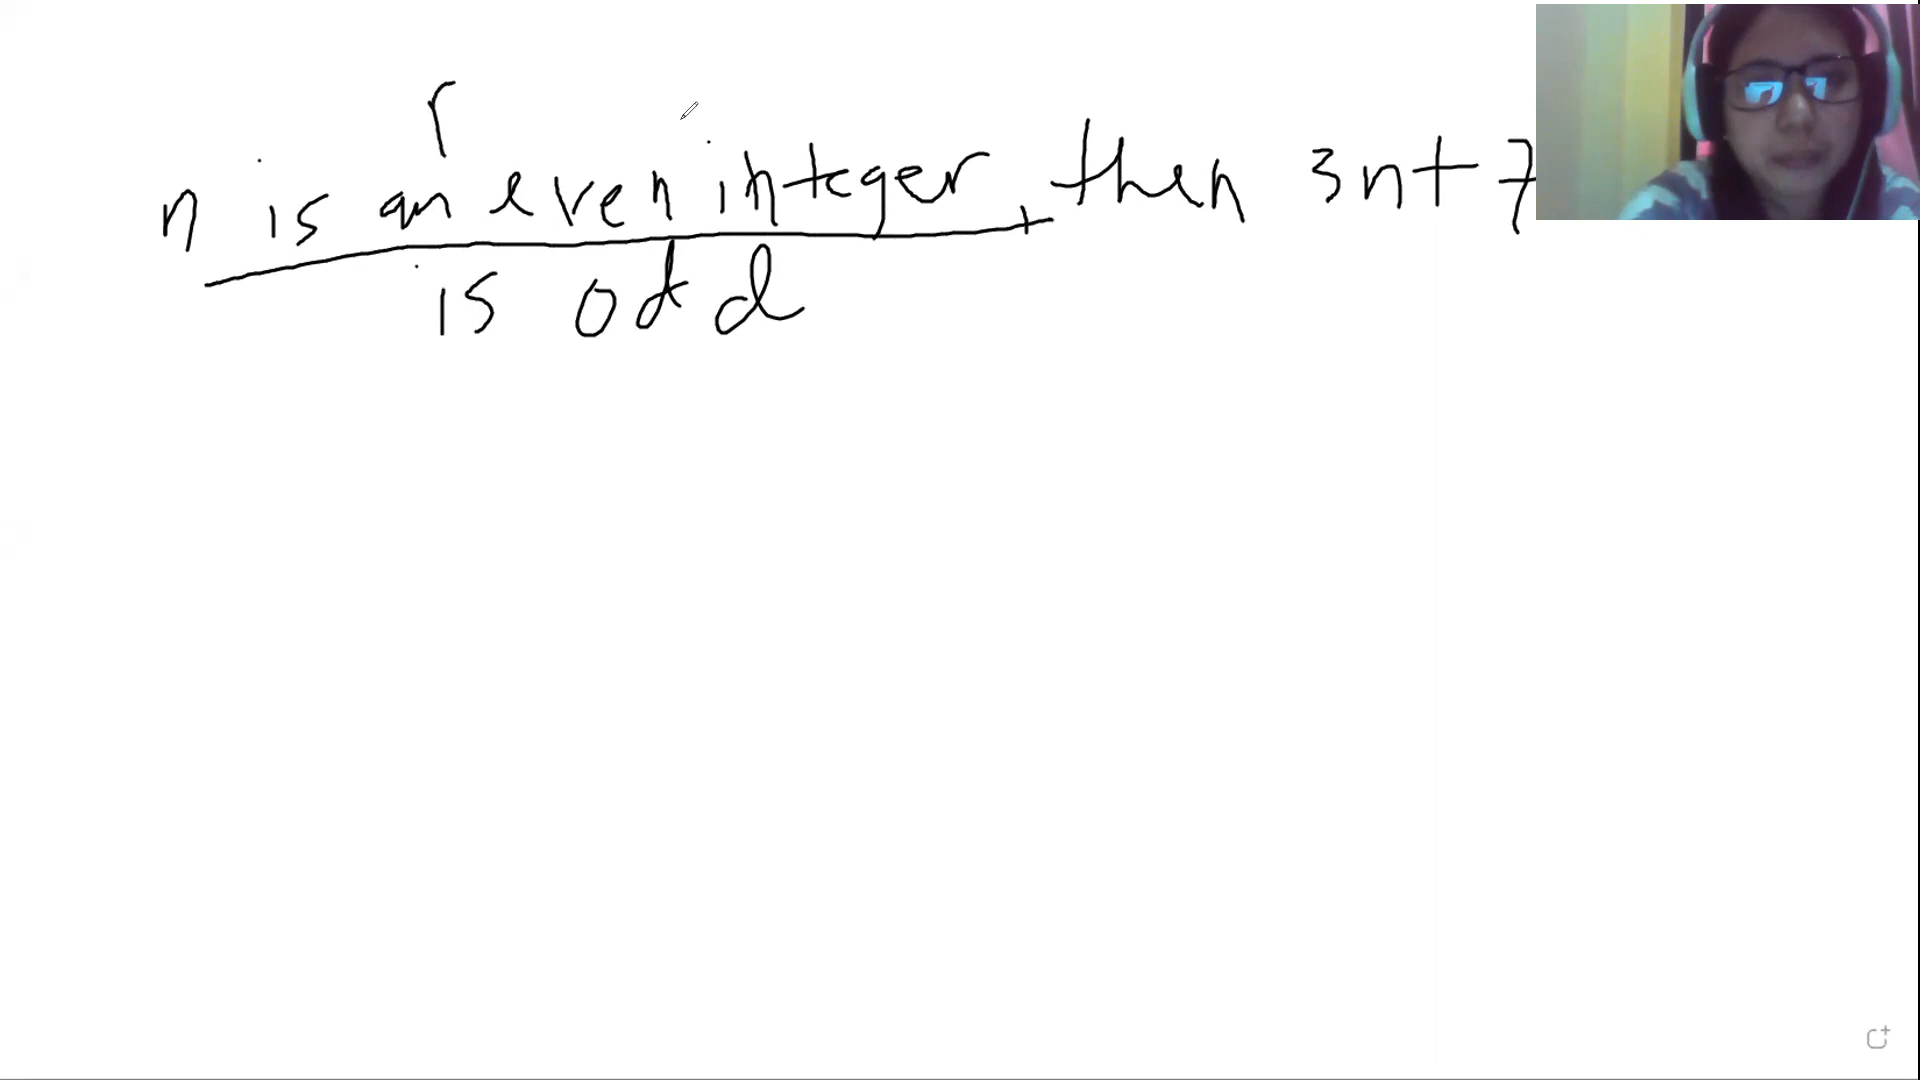 n is an even integer, then 3n+7
is odd